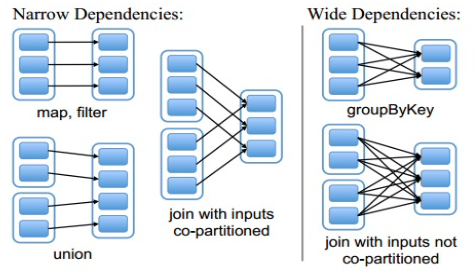 Narrow Dependencies:
Wide Dependencies:
map, filter
union
join with inputs
co-partitioned
groupByKey
join with inputs not
co-partitioned